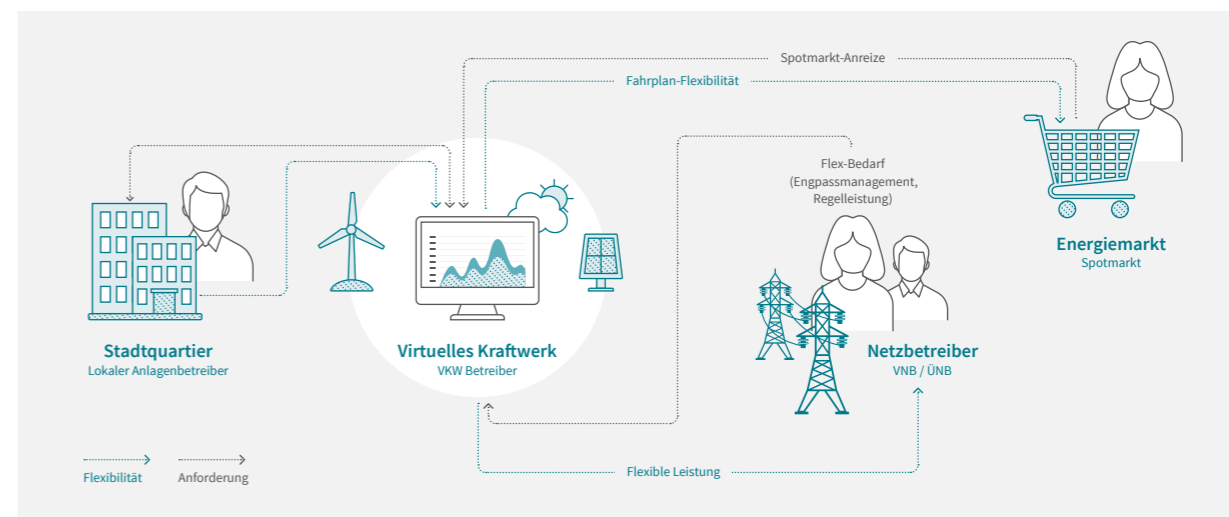 Spotmarkt-Anreize
Fahrplan-Flexibilität
Flex-Bedarf
(Engpassmanagement,
Regelleistung)
Energiemarkt
Spotmarkt
Stadtquartier
Lokaler Anlagenbetreiber
Virtuelles Kraftwerk
VKW Betreiber
Netzbetreiber
VNB / ÜNB
Flexible Leistung
Flexibilität
Anforderung